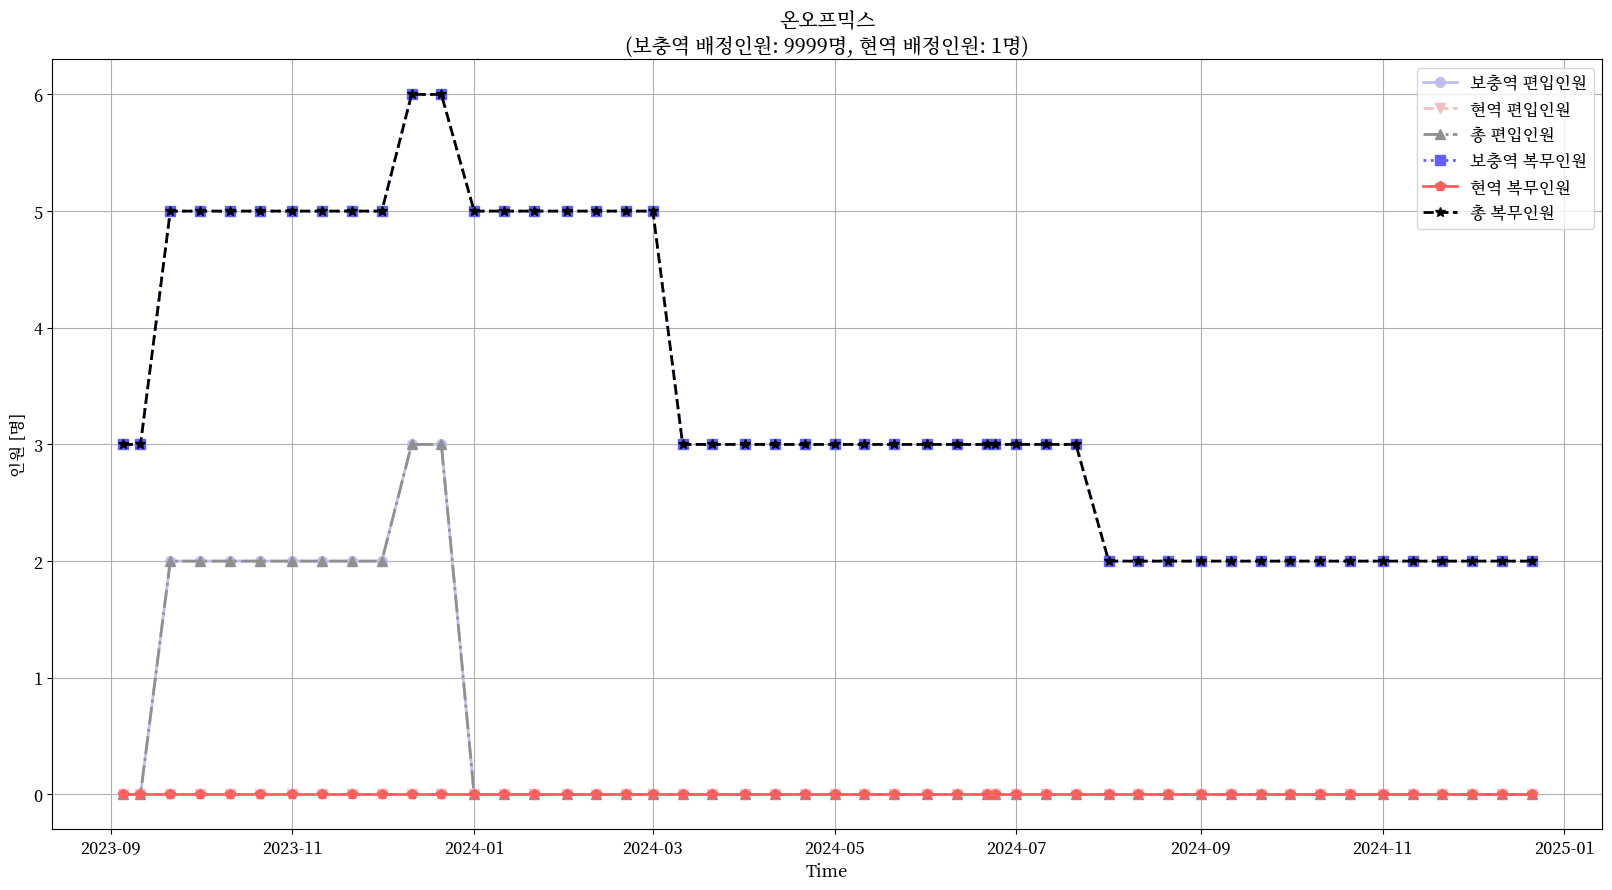 온오프믹스
(보충역 배정인원: 9999명, 현역 배정인원: 1명)
보충역 편입인원
현역 편입인원
총 편입인원
보충역 복무인원
현역 복무인원
총 복무인원
인원 [명]
6
5
4
3
2
1
0
2023-09
2023-11
2024-01
2024-03
2024-05
2024-07
2024-09
2024-11
2025-01
Time